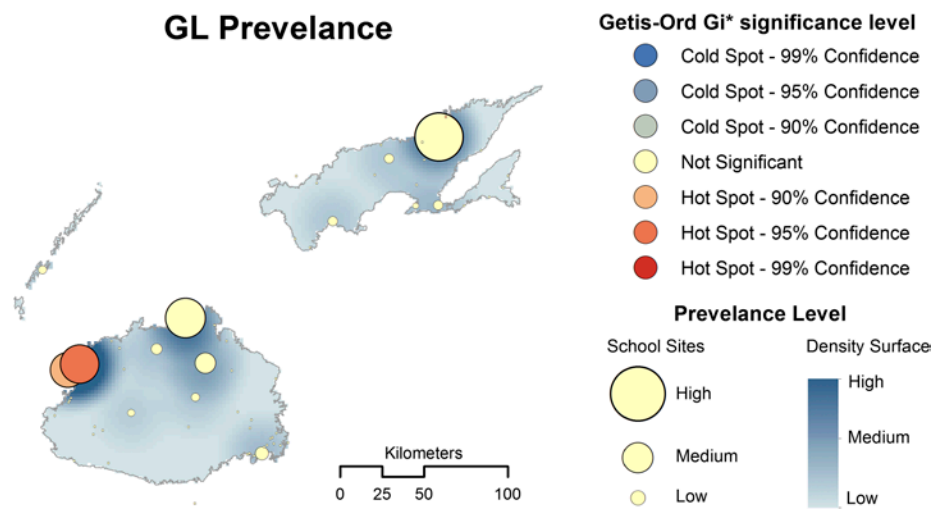 GL Prevelance
Getis-Ord Gi* significance level
Cold Spot - 99% Confidence
Cold Spot - 95% Confidence
Cold Spot - 90% Confidence
Not Significant
Hot Spot - 90% Confidence
Hot Spot - 95% Confidence
Hot Spot - 99% Confidence
Prevelance Level
School Sites
High
Medium
Low
Density Surface
High
Medium
Low
Kilometers
0 25 50 100